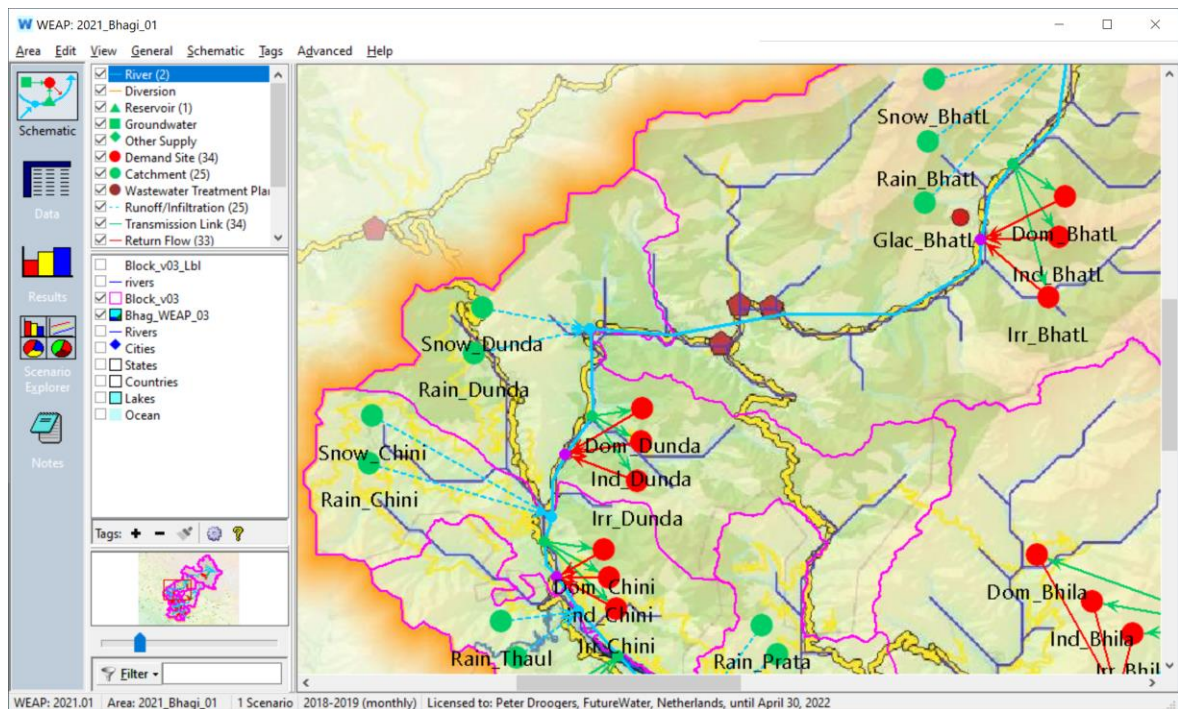 WEAP: 2021_Bhagi_01
Area Edit View General Schematic Tags Advanced Help
Schematic
Data
Results
Scenario
Explorer
Notes
River (2)
Diversion
Reservoir (1)
Groundwater
Other Supply
Demand Site (34)
Catchment (25)
Wastewater Treatment Plan
Runoff/Infiltration (25)
Transmission Link (34)
Return Flow (33)
Block_v03_Lbl
rivers
Block_v03
Bhag_WEAP_03
Rivers
Cities
States
Countries
Lakes
Ocean
Tags:
Filter
Snow_BhatL
Rain_BhatL
Glac_BhatL
Dom_BhatL
Ind_BhatL
Irr_BhatL
Snow_Dunda
Rain_Dunda
Dom_Dunda
Ind_Dunda
Irr_Dunda
Snow_Chini
Rain_Chini
Dom_Chini
Ind_Chini
Irr_Chini
Rain_Thaul
Rain_Prata
Dom_Bhila
Ind_Bhila
Irr_Bhil
WEAP: 2021.01 Area: 2021_Bhagi_01 1 Scenario 2018-2019 (monthly) Licensed to: Peter Droogers, FutureWater, Netherlands, until April 30, 2022